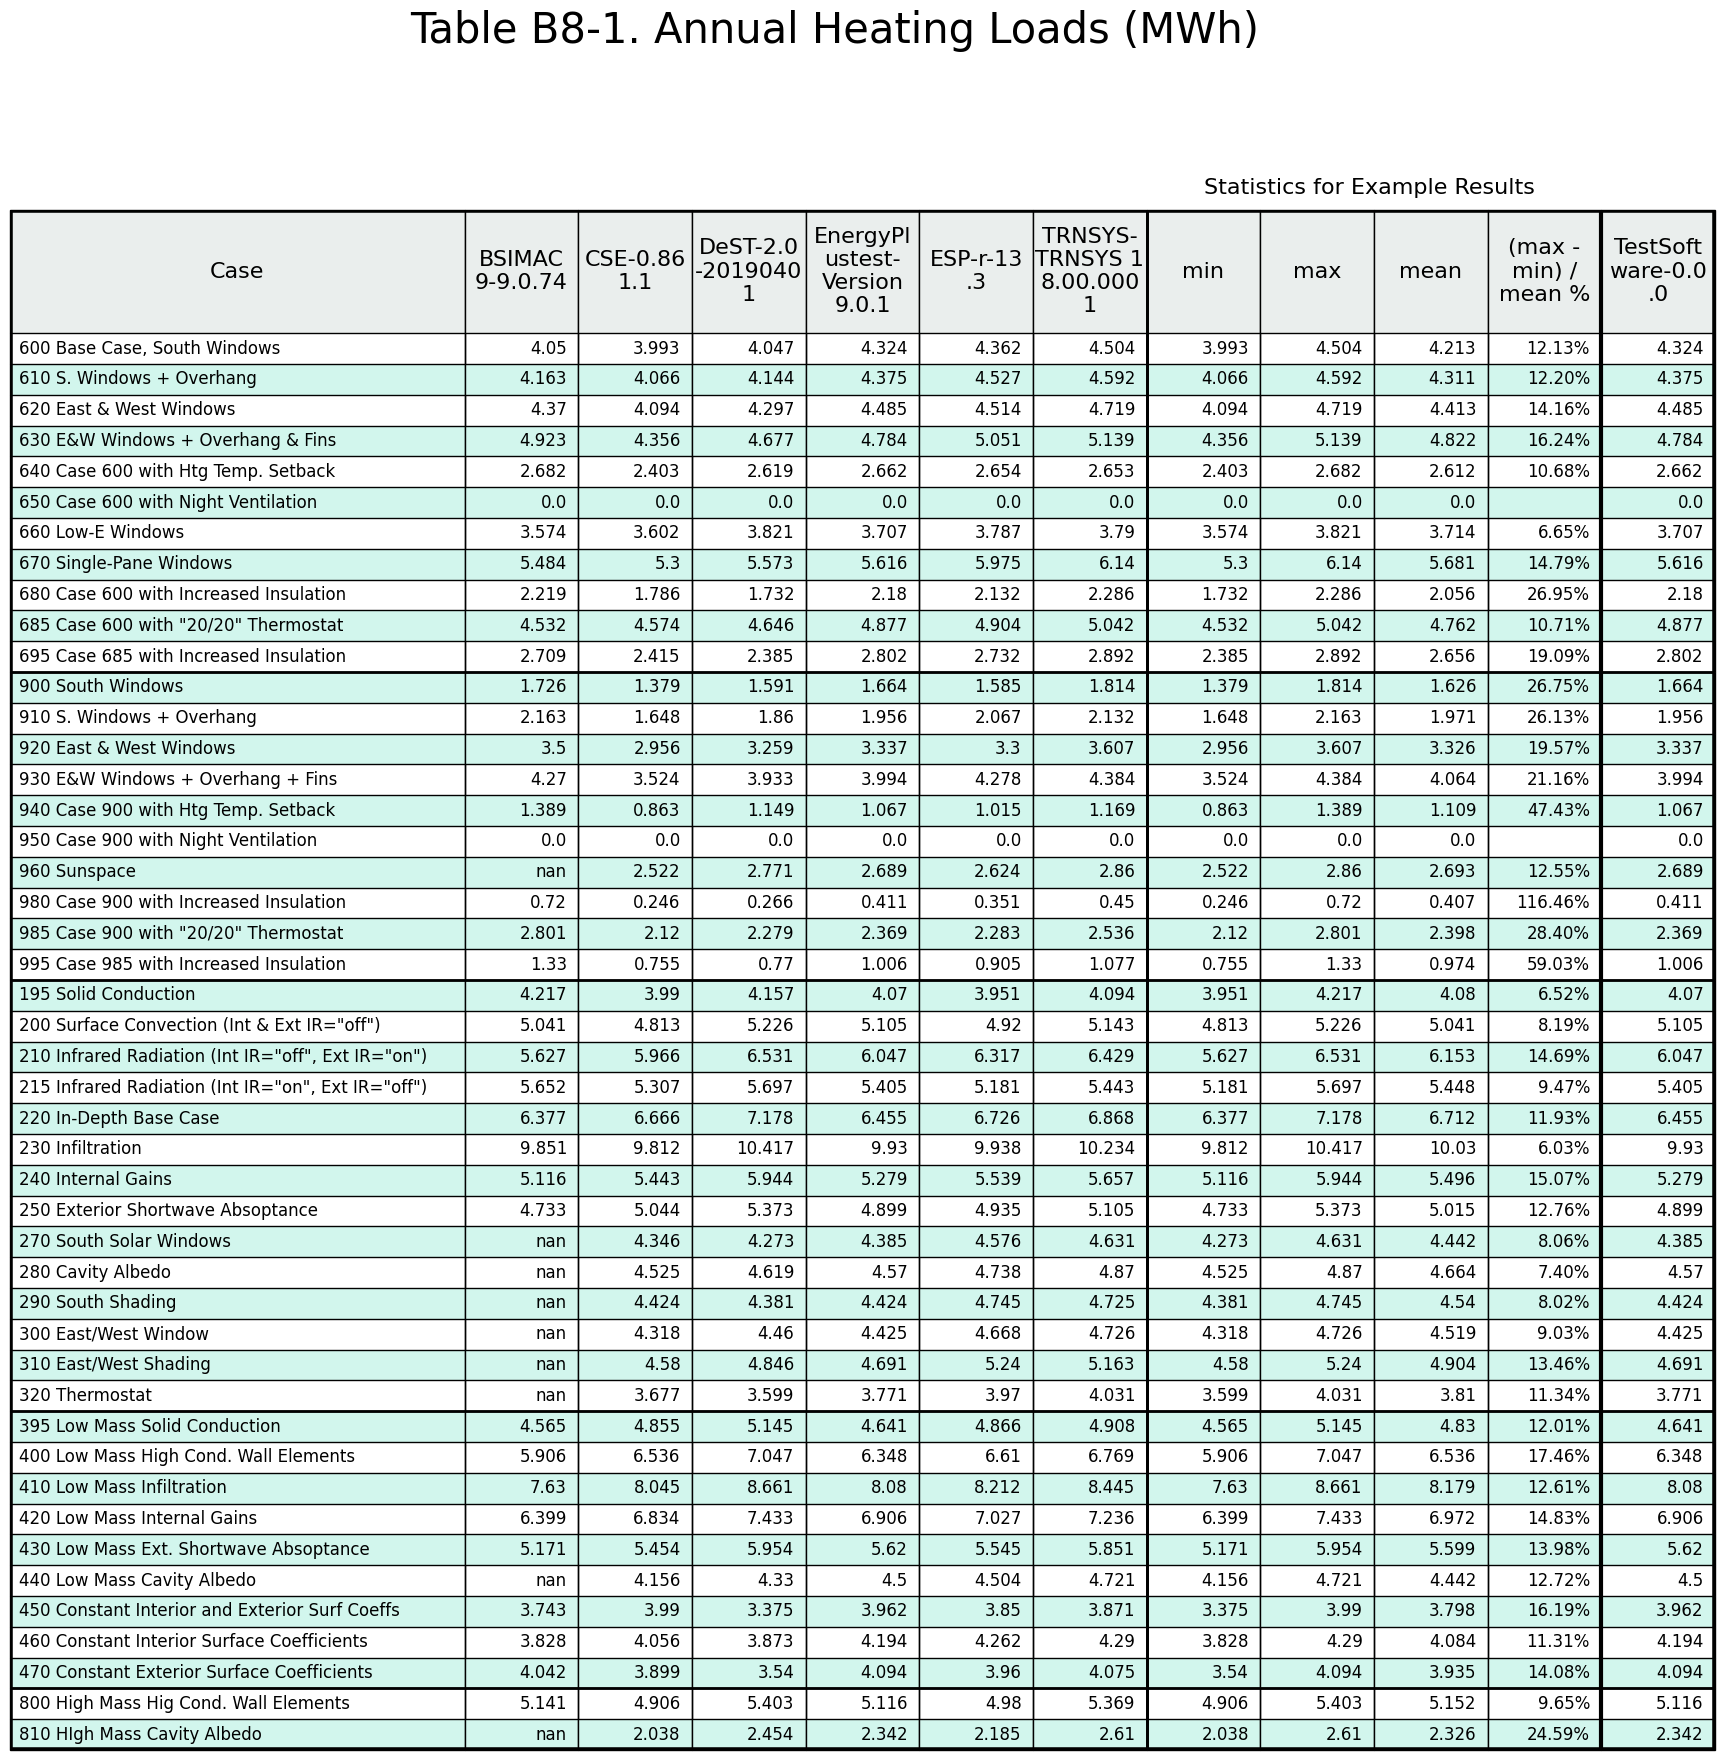 Table B8-1. Annual Heating Loads (MWh)
Statistics for Example Results
Case BSIMAC 9-9.0.74 CSE-0.86 1.1 DeST-2.0 -2019040 1 EnergyPl ustest- Version 9.0.1 ESP-r-13 .3 TRNSYS- TRNSYS 1 8.00.000 1 min max mean (max - min) / mean % TestSoft ware-0.0 .0
600 Base Case, South Windows 4.05 3.993 4.047 4.324 4.362 4.504 3.993 4.504 4.213 12.13% 4.324
610 S. Windows + Overhang 4.163 4.066 4.144 4.375 4.527 4.592 4.066 4.592 4.311 12.20% 4.375
620 East & West Windows 4.37 4.094 4.297 4.485 4.514 4.719 4.094 4.719 4.413 14.16% 4.485
630 E&W Windows + Overhang & Fins 4.923 4.356 4.677 4.784 5.051 5.139 4.356 5.139 4.822 16.24% 4.784
640 Case 600 with Htg Temp. Setback 2.682 2.403 2.619 2.662 2.654 2.653 2.403 2.682 2.612 10.68% 2.662
650 Case 600 with Night Ventilation 0.0 0.0 0.0 0.0 0.0 0.0 0.0 0.0 0.0 0.0
660 Low-E Windows 3.574 3.602 3.821 3.707 3.787 3.79 3.574 3.821 3.714 6.65% 3.707
670 Single-Pane Windows 5.484 5.3 5.573 5.616 5.975 6.14 5.3 6.14 5.681 14.79% 5.616
680 Case 600 with Increased Insulation 2.219 1.786 1.732 2.18 2.132 2.286 1.732 2.286 2.056 26.95% 2.18
685 Case 600 with "20/20" Thermostat 4.532 4.574 4.646 4.877 4.904 5.042 4.532 5.042 4.762 10.71% 4.877
695 Case 685 with Increased Insulation 2.709 2.415 2.385 2.802 2.732 2.892 2.385 2.892 2.656 19.09% 2.802
900 South Windows 1.726 1.379 1.591 1.664 1.585 1.814 1.379 1.814 1.626 26.75% 1.664
910 S. Windows + Overhang 2.163 1.648 1.86 1.956 2.067 2.132 1.648 2.163 1.971 26.13% 1.956
920 East & West Windows 3.5 2.956 3.259 3.337 3.3 3.607 2.956 3.607 3.326 19.57% 3.337
930 E&W Windows + Overhang + Fins 4.27 3.524 3.933 3.994 4.278 4.384 3.524 4.384 4.064 21.16% 3.994
940 Case 900 with Htg Temp. Setback 1.389 0.863 1.149 1.067 1.015 1.169 0.863 1.389 1.109 47.43% 1.067
950 Case 900 with Night Ventilation 0.0 0.0 0.0 0.0 0.0 0.0 0.0 0.0 0.0 0.0
960 Sunspace nan 2.522 2.771 2.689 2.624 2.86 2.522 2.86 2.693 12.55% 2.689
980 Case 900 with Increased Insulation 0.72 0.246 0.266 0.411 0.351 0.45 0.246 0.72 0.407 116.46% 0.411
985 Case 900 with "20/20" Thermostat 2.801 2.12 2.279 2.369 2.283 2.536 2.12 2.801 2.398 28.40% 2.369
995 Case 985 with Increased Insulation 1.33 0.755 0.77 1.006 0.905 1.077 0.755 1.33 0.974 59.03% 1.006
195 Solid Conduction 4.217 3.99 4.157 4.07 3.951 4.094 3.951 4.217 4.08 6.52% 4.07
200 Surface Convection (Int & Ext IR="off") 5.041 4.813 5.226 5.105 4.92 5.143 4.813 5.226 5.041 8.19% 5.105
210 Infrared Radiation (Int IR="off", Ext IR="on") 5.627 5.966 6.531 6.047 6.317 6.429 5.627 6.531 6.153 14.69% 6.047
215 Infrared Radiation (Int IR="on", Ext IR="off") 5.652 5.307 5.697 5.405 5.181 5.443 5.181 5.697 5.448 9.47% 5.405
220 In-Depth Base Case 6.377 6.666 7.178 6.455 6.726 6.868 6.377 7.178 6.712 11.93% 6.455
230 Infiltration 9.851 9.812 10.417 9.93 9.938 10.234 9.812 10.417 10.03 6.03% 9.93
240 Internal Gains 5.116 5.443 5.944 5.279 5.539 5.657 5.116 5.944 5.496 15.07% 5.279
250 Exterior Shortwave Absoptance 4.733 5.044 5.373 4.899 4.935 5.105 4.733 5.373 5.015 12.76% 4.899
270 South Solar Windows nan 4.346 4.273 4.385 4.576 4.631 4.273 4.631 4.442 8.06% 4.385
280 Cavity Albedo nan 4.525 4.619 4.57 4.738 4.87 4.525 4.87 4.664 7.40% 4.57
290 South Shading nan 4.424 4.381 4.424 4.745 4.725 4.381 4.745 4.54 8.02% 4.424
300 East/West Window nan 4.318 4.46 4.425 4.668 4.726 4.318 4.726 4.519 9.03% 4.425
310 East/West Shading nan 4.58 4.846 4.691 5.24 5.163 4.58 5.24 4.904 13.46% 4.691
320 Thermostat nan 3.677 3.599 3.771 3.97 4.031 3.599 4.031 3.81 11.34% 3.771
395 Low Mass Solid Conduction 4.565 4.855 5.145 4.641 4.866 4.908 4.565 5.145 4.83 12.01% 4.641
400 Low Mass High Cond. Wall Elements 5.906 6.536 7.047 6.348 6.61 6.769 5.906 7.047 6.536 17.46% 6.348
410 Low Mass Infiltration 7.63 8.045 8.661 8.08 8.212 8.445 7.63 8.661 8.179 12.61% 8.08
420 Low Mass Internal Gains 6.399 6.834 7.433 6.906 7.027 7.236 6.399 7.433 6.972 14.83% 6.906
430 Low Mass Ext. Shortwave Absoptance 5.171 5.454 5.954 5.62 5.545 5.851 5.171 5.954 5.599 13.98% 5.62
440 Low Mass Cavity Albedo nan 4.156 4.33 4.5 4.504 4.721 4.156 4.721 4.442 12.72% 4.5
450 Constant Interior and Exterior Surf Coeffs 3.743 3.99 3.375 3.962 3.85 3.871 3.375 3.99 3.798 16.19% 3.962
460 Constant Interior Surface Coefficients 3.828 4.056 3.873 4.194 4.262 4.29 3.828 4.29 4.084 11.31% 4.194
470 Constant Exterior Surface Coefficients 4.042 3.899 3.54 4.094 3.96 4.075 3.54 4.094 3.935 14.08% 4.094
800 High Mass Hig Cond. Wall Elements 5.141 4.906 5.403 5.116 4.98 5.369 4.906 5.403 5.152 9.65% 5.116
810 HIgh Mass Cavity Albedo nan 2.038 2.454 2.342 2.185 2.61 2.038 2.61 2.326 24.59% 2.342